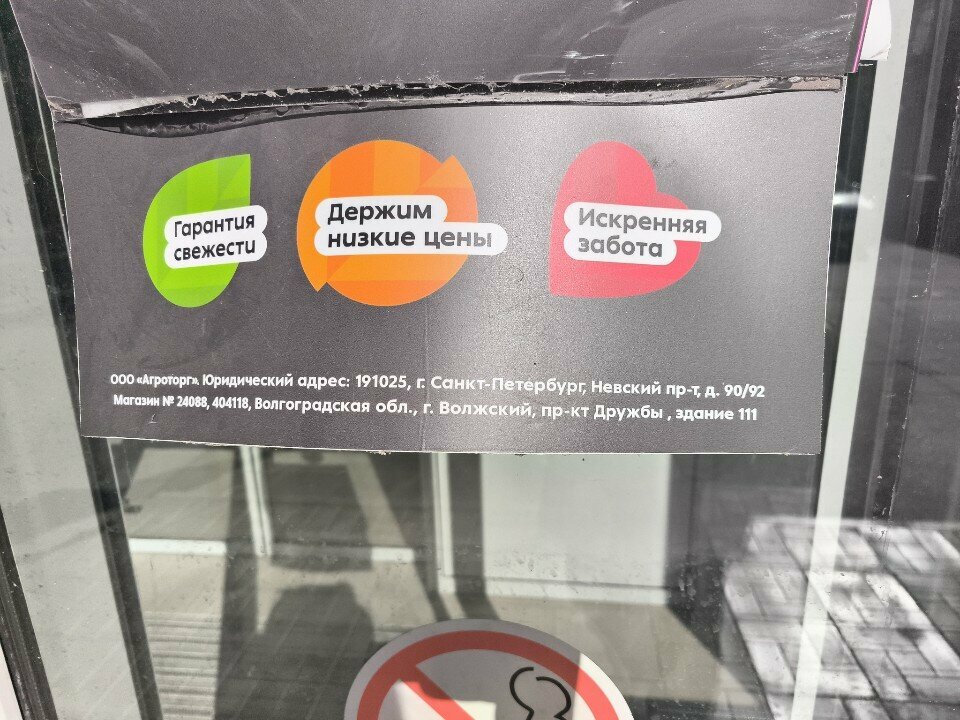 Гарантия
свежести
Держим
низкие цены
Искренняя
забота
ООО «Агроторг». Юридический адрес: 191025, г. Санкт-Петербург, Невский пр-т, д. 90/92
Магазин № 24088, 404118, Волгоградская обл., г. Волжский, пр-кт Дружбы , здание 111